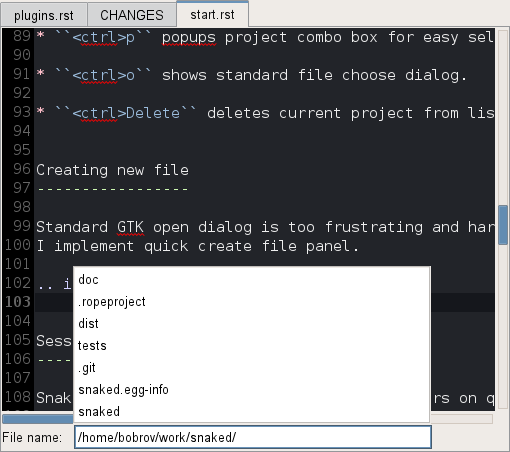 plugins.rst CHANGES start.rst
89 * ``<ctrl>p`` popups project combo box for easy sel
90
91 * ``<ctrl>o`` shows standard file choose dialog.
92
93 * ``<ctrl>Delete`` deletes current project from lis
94
95
96 Creating new file
97 -----------------
98
99 Standard GTK open dialog is too frustrating and har
100 I implement quick create file panel.
101
102 .. i
103
104
105 Sess
106 ----
107
108 Snak rs on q
doc
.ropeproject
dist
tests
.git
snaked.egg-info
snaked
File name: /home/bobrov/work/snaked/